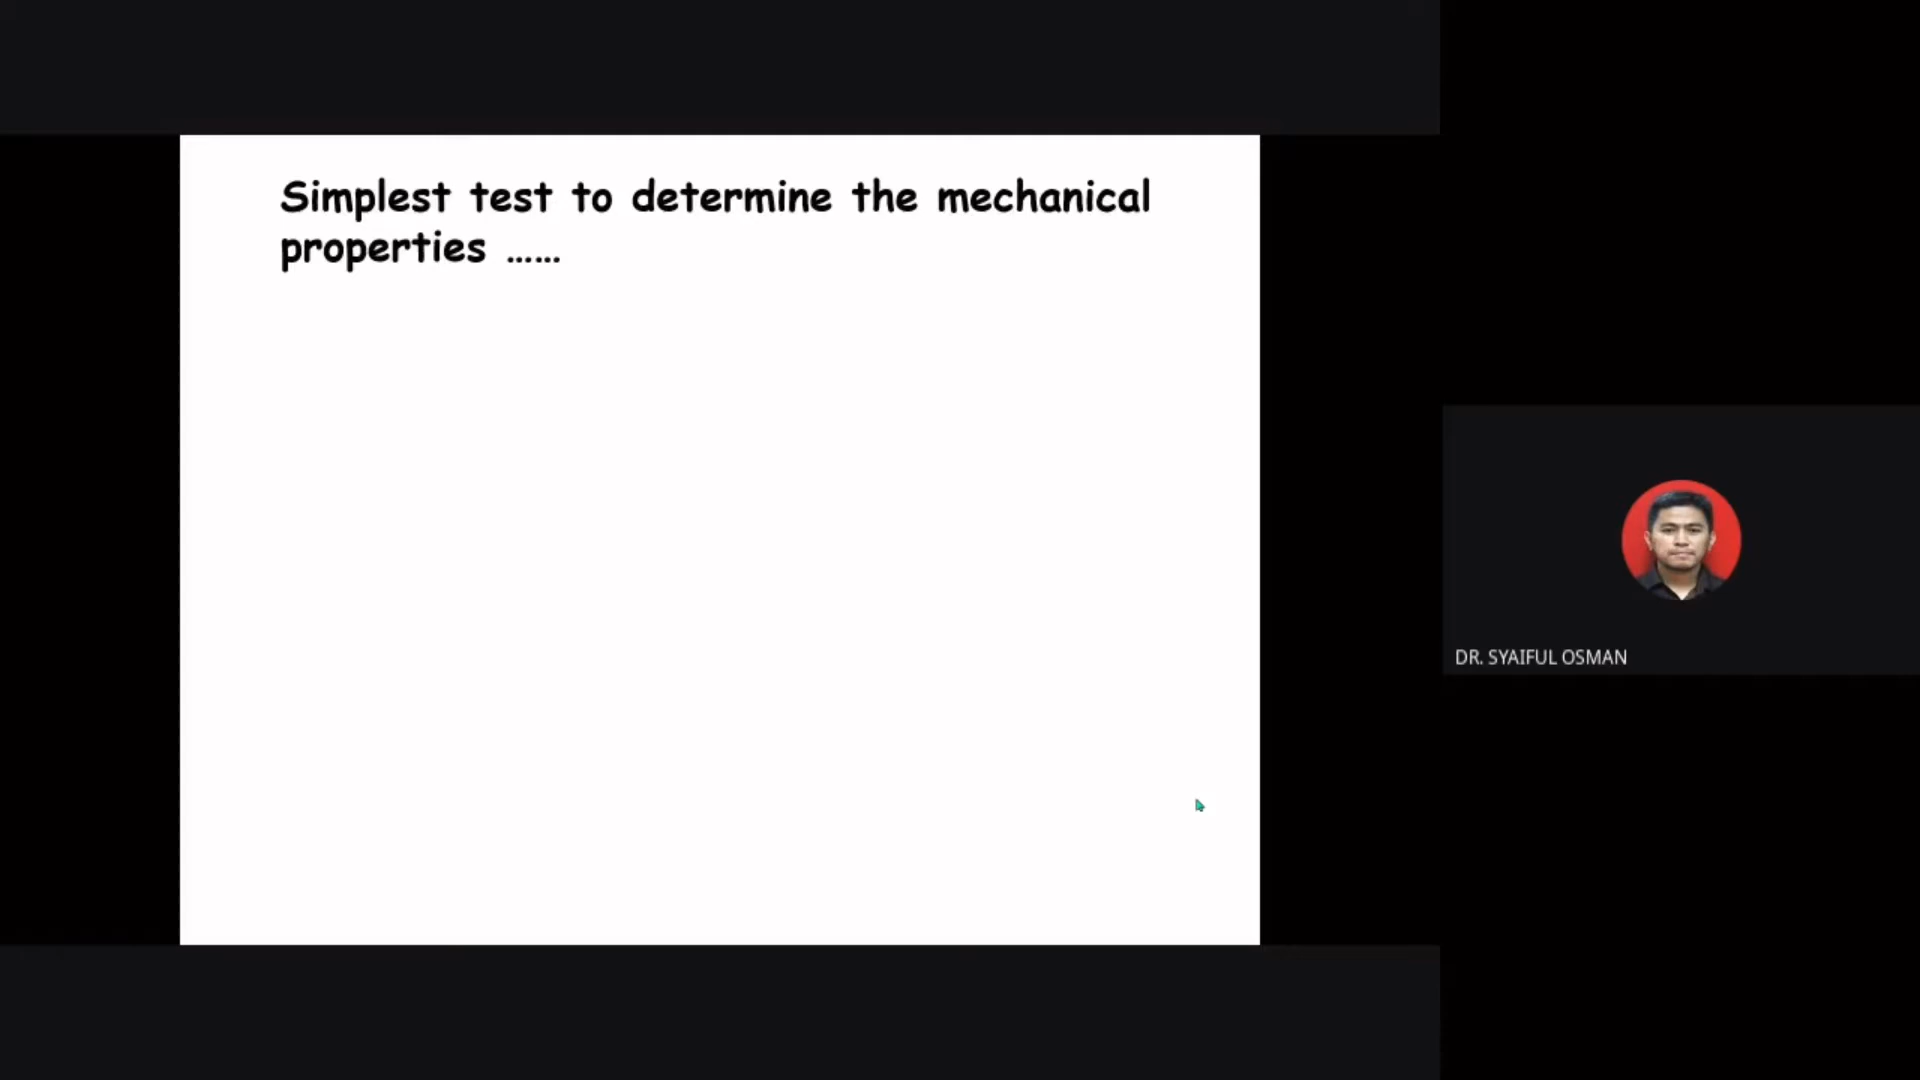 Simplest test to determine the mechanical
properties ......
DR. SYAIFUL OSMAN